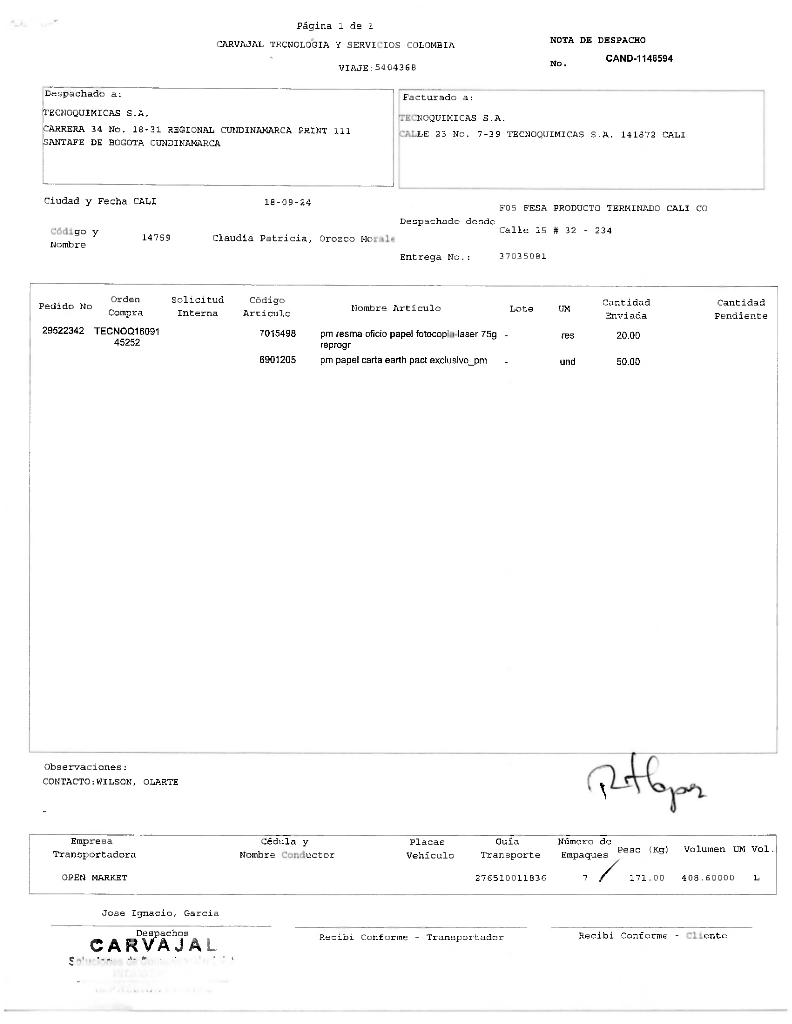 Página 1 de 2
CARVAJAL TECNOLOGIA Y SERVICIOS COLOMBIA
NOTA DE DESPACHO
VIAJE:5404368
No. CAND-1146594
Despachado a:
TECNOQUIMICAS S.A.
CARRERA 34 No. 18-31 REGIONAL CUNDINAMARCA PRINT 111
SANTAFE DE BOGOTA CUNDINAMARCA
Facturado a:
TECNOQUIMICAS S.A.
CALLE 23 No. 7-39 TECNOQUIMICAS S.A. 141872 CALI
Ciudad y Fecha CALI 18-09-24
F05 FESA PRODUCTO TERMINADO CALI CO
Despachado desde
Calle 15 # 32 - 234
Código y
Nombre
14759 Claudia Patricia, Orozco Morale
Entrega No.: 37035081
Pedido No Orden Compra Solicitud Interna Código Artículo Nombre Artículo Lote UM Cantidad Enviada Cantidad Pendiente
29522342 TECNOQ16091 7015498 pm resma oficio papel fotocopia-laser 75g - res 20.00
45252 reprogr
6901205 pm papel carta earth pact exclusivo_pm - und 50.00
Observaciones:
CONTACTO:WILSON, OLARTE
-
Empresa Transportadora Cédula y Nombre Conductor Placas Vehículo Guía Transporte Número de Empaques Peso (Kg) Volumen UM Vol.
OPEN MARKET 276510011836 7 171.00 408.60000 L
Jose Ignacio, Garcia
Despachos
Recibi Conforme - Transportador
Recibi Conforme - Cliente
CARVAJAL